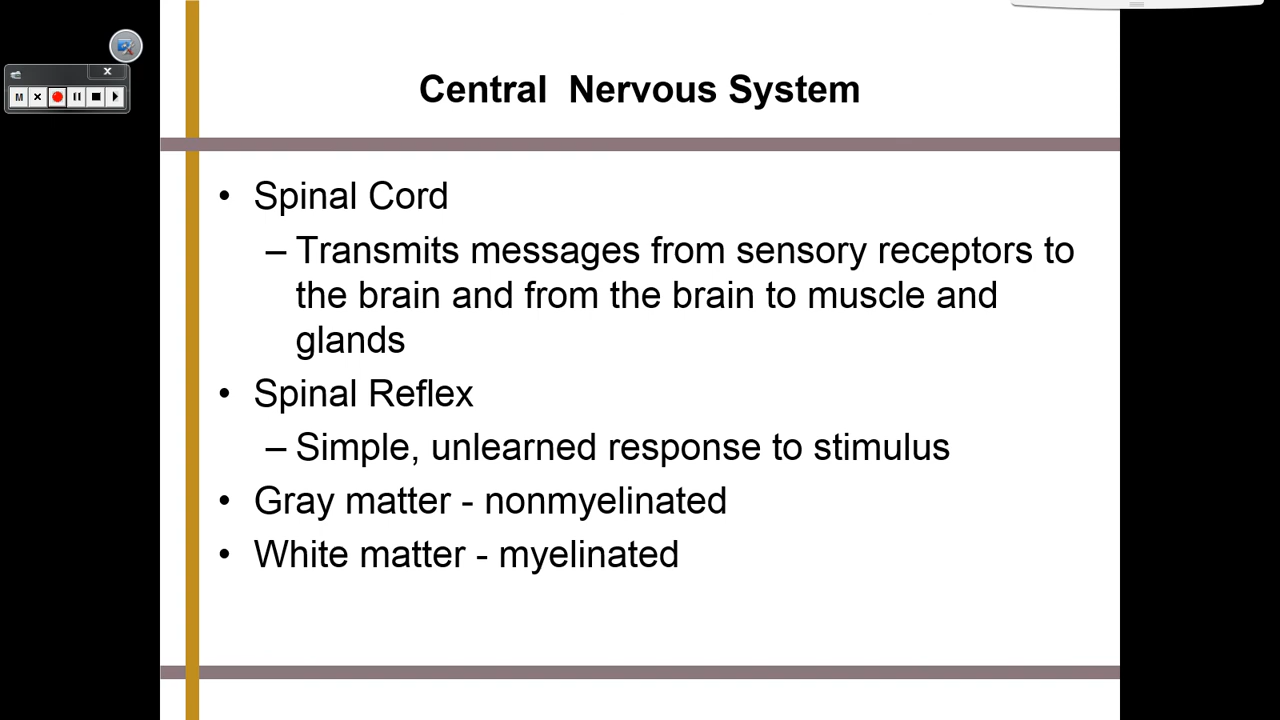 Central Nervous System
• Spinal Cord
– Transmits messages from sensory receptors to
the brain and from the brain to muscle and
glands
• Spinal Reflex
– Simple, unlearned response to stimulus
• Gray matter - nonmyelinated
• White matter - myelinated
M